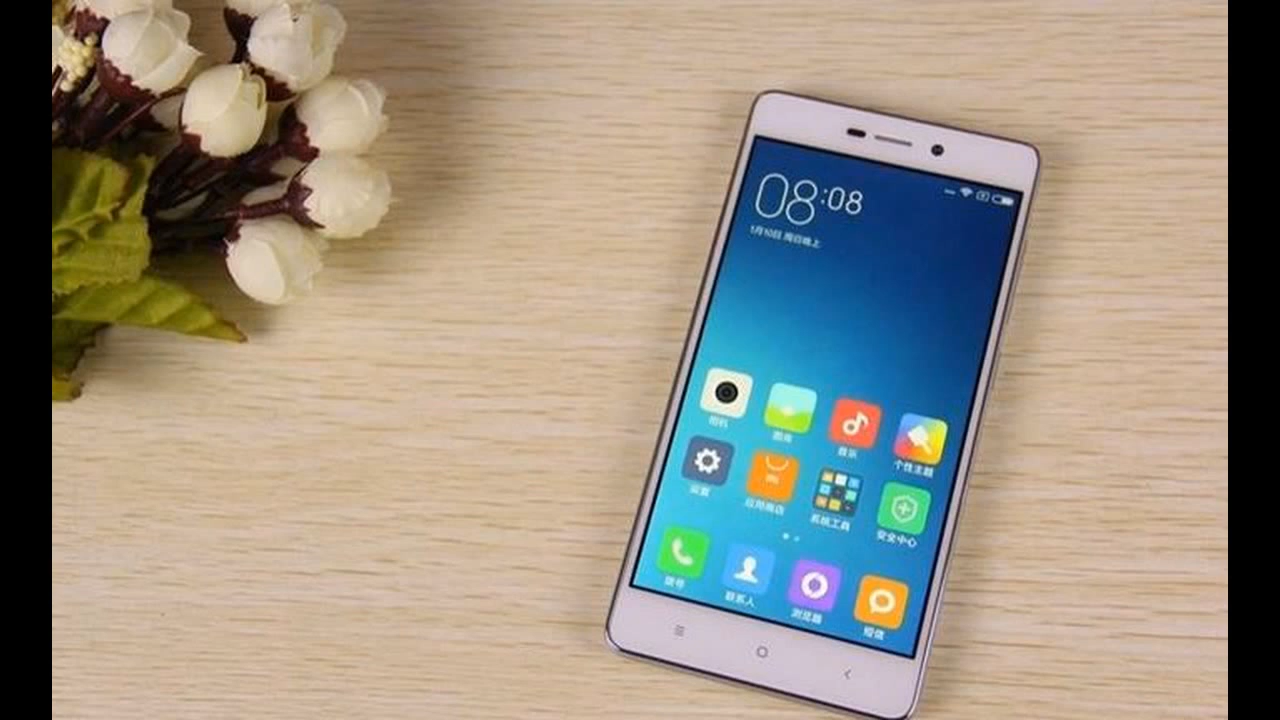 08:08
1月10日 周日晚上
相机
图库
音乐
个性主题
设置
应用商店
系统工具
安全中心
拨号
联系人
浏览器
短信